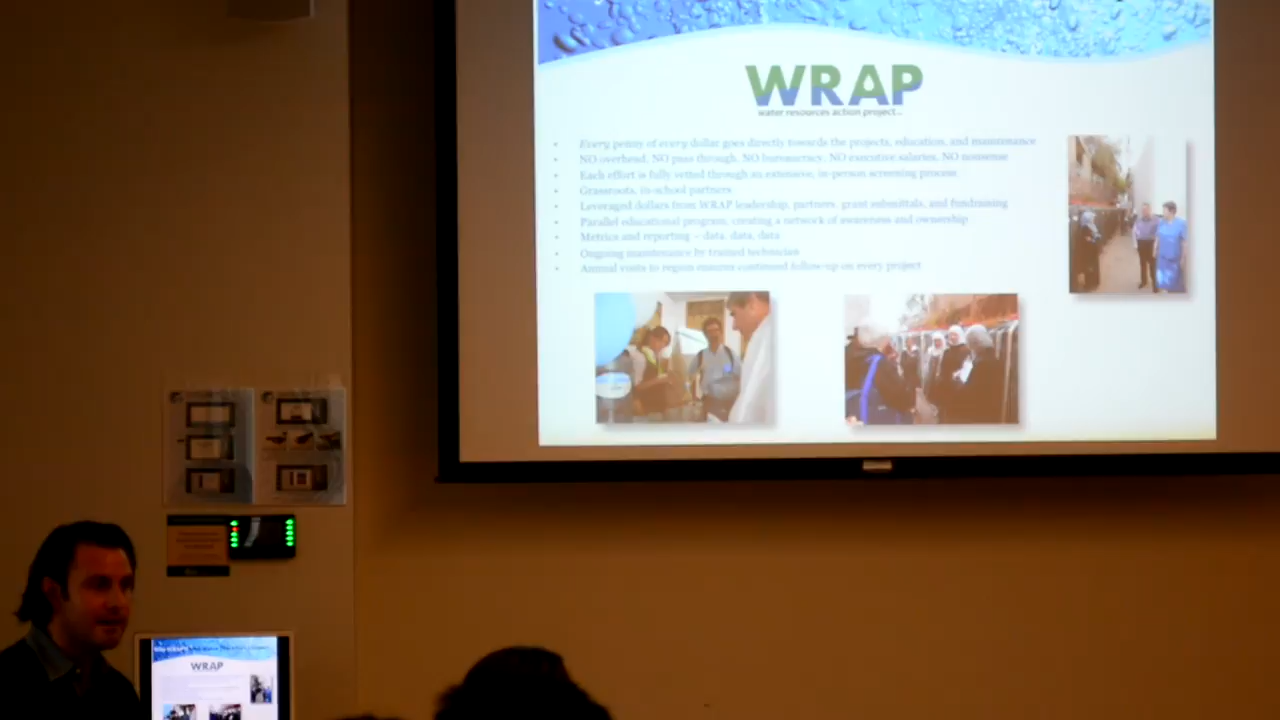 WRAP
water resources action project...
Every penny of every dollar goes directly towards the projects, education, and maintenance
NO overhead, NO pass through, NO bureaucracy, NO executive salaries, NO nonsense
Each effort is fully vetted through an extensive, in-person screening process
Grassroots, in-school partners
Leveraged dollars from WRAP leadership, partners, grant submittals, and fundraising
Parallel educational program, creating a network of awareness and ownership
Metrics and reporting – data, data, data
Ongoing maintenance by trained technician
Annual visits to region ensures continued follow-up on every project
WRAP